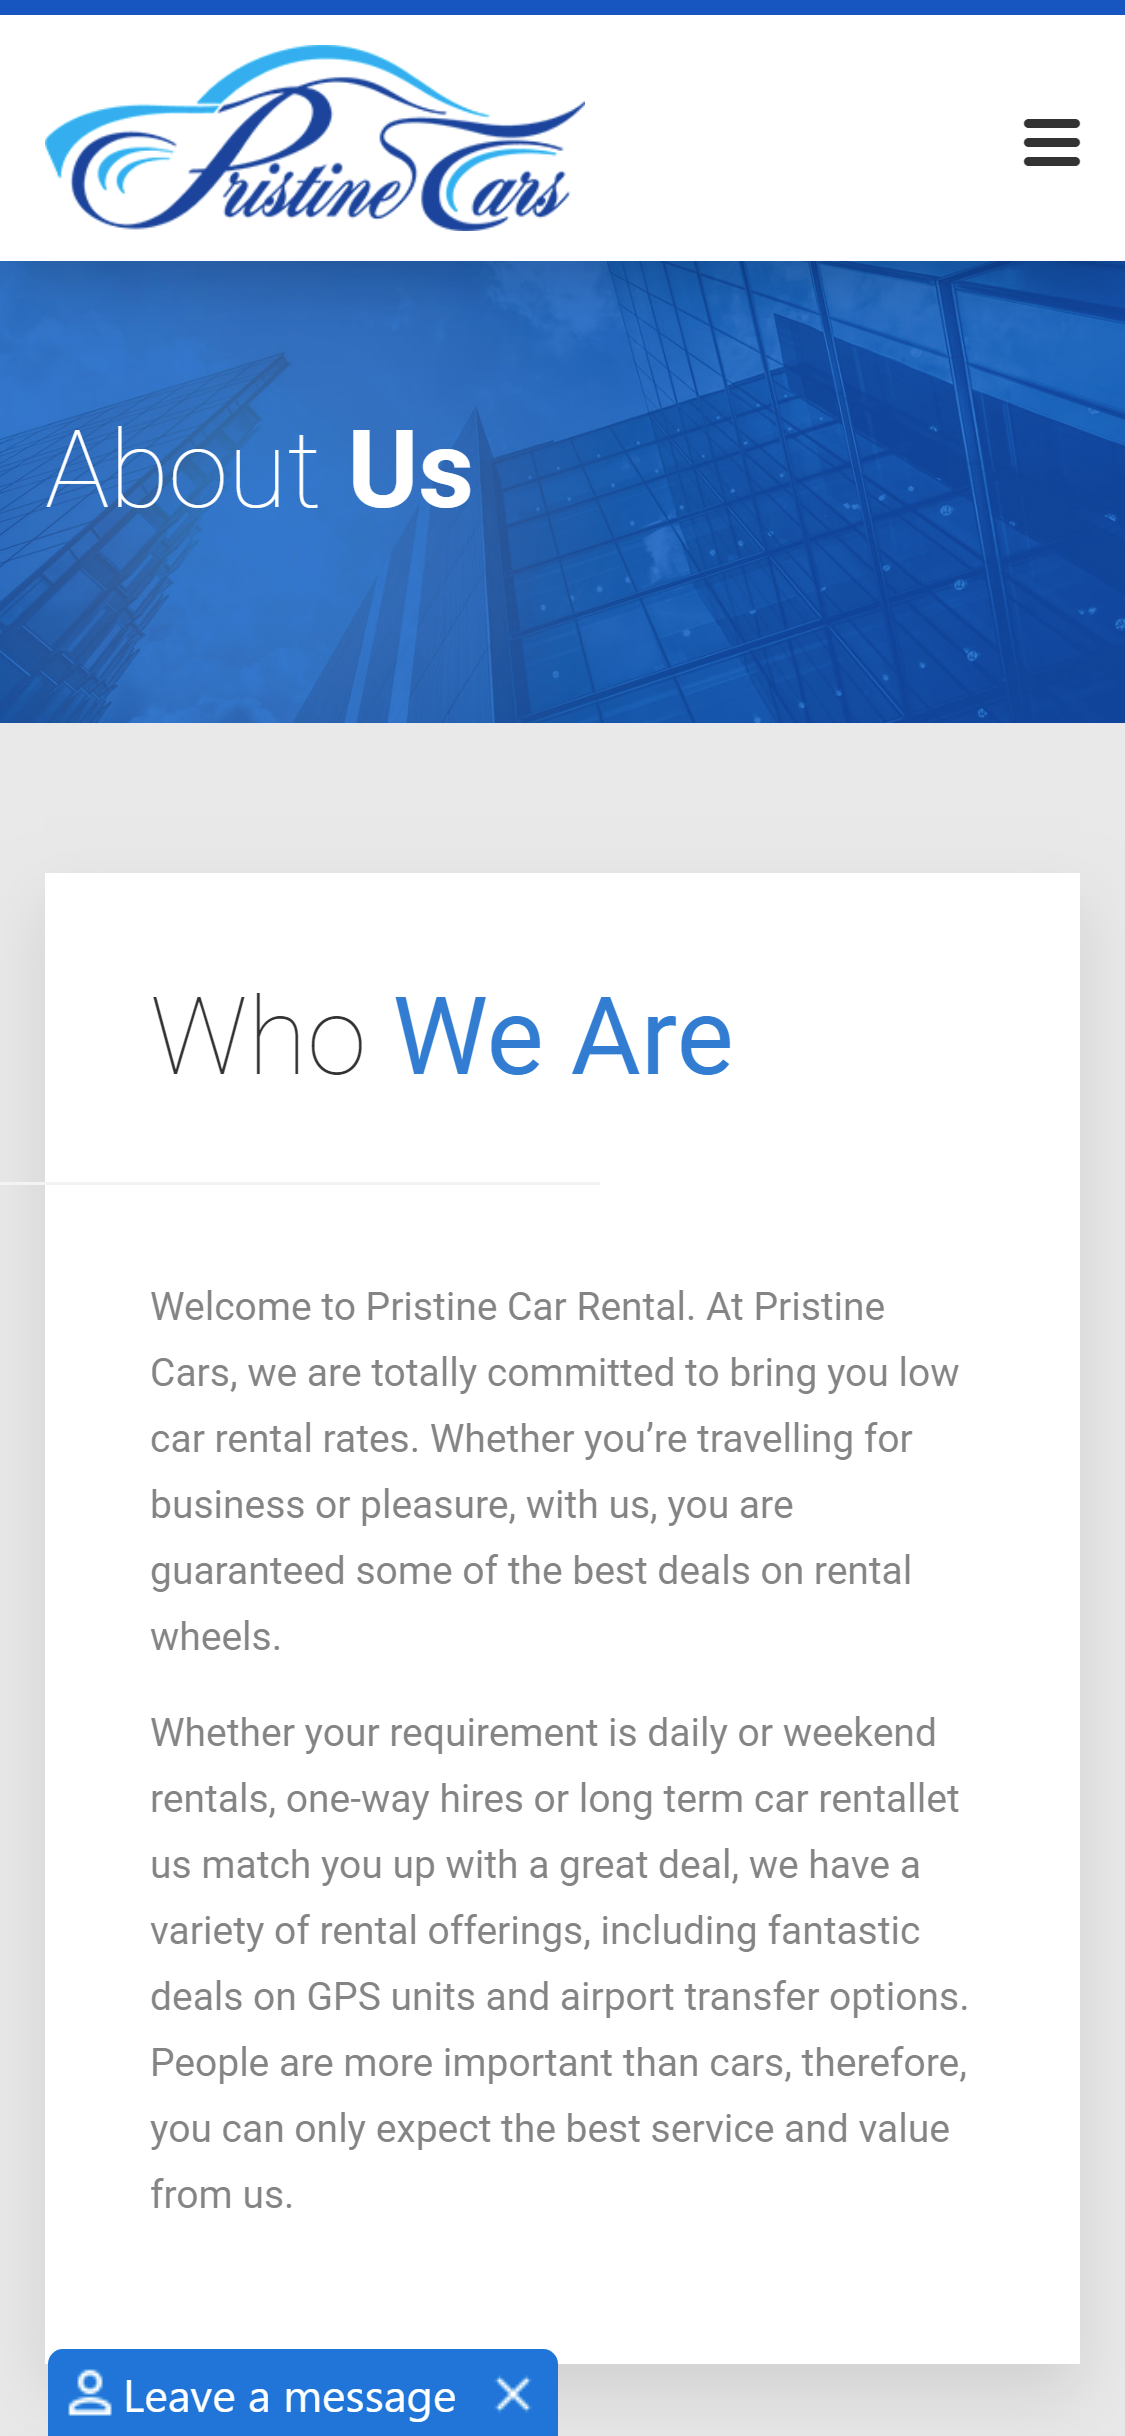 Pristine Cars
About Us
Who We Are
Welcome to Pristine Car Rental. At Pristine
Cars, we are totally committed to bring you low
car rental rates. Whether you’re travelling for
business or pleasure, with us, you are
guaranteed some of the best deals on rental
wheels.
Whether your requirement is daily or weekend
rentals, one-way hires or long term car rentallet
us match you up with a great deal, we have a
variety of rental offerings, including fantastic
deals on GPS units and airport transfer options.
People are more important than cars, therefore,
you can only expect the best service and value
from us.
Leave a message